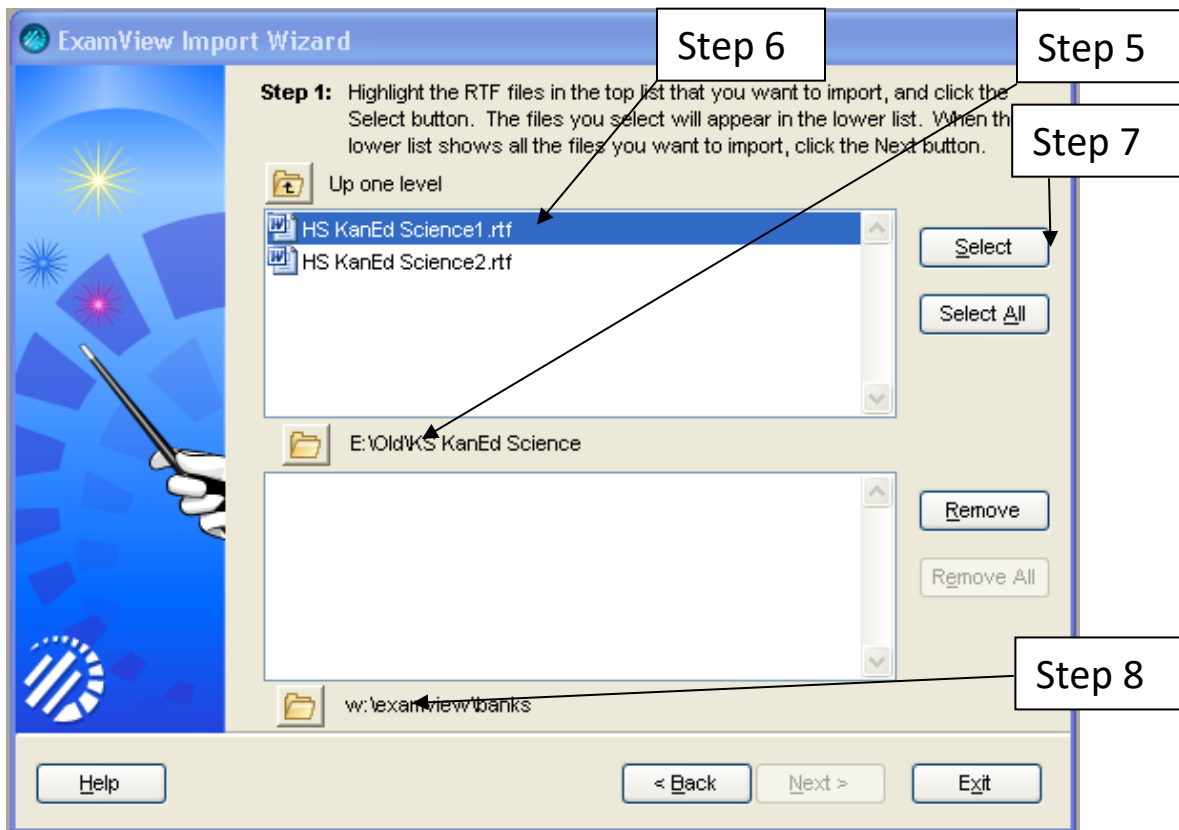 ExamView Import Wizard
Step 6
Step 5
Step 1: Highlight the RTF files in the top list that you want to import, and click the
Select button. The files you select will appear in the lower list. When th
lower list shows all the files you want to import, click the Next button.
Step 7
Up one level
HS KanEd Science1.rtf
HS KanEd Science2.rtf
Select
Select All
E:\Old\KS KanEd Science
Remove
Remove All
Step 8
w:\examview\banks
Help
< Back
Next >
Exit